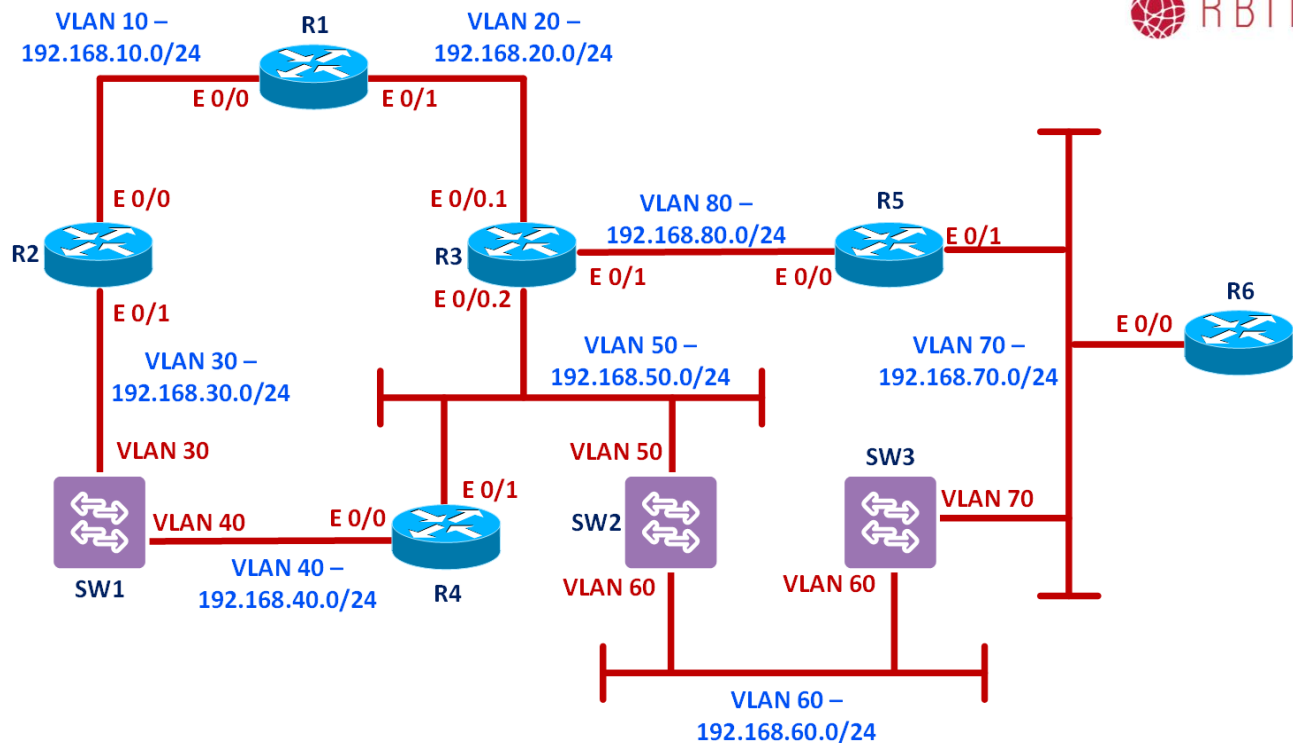 RBIT
VLAN 10 –
192.168.10.0/24
R1
VLAN 20 –
192.168.20.0/24
E 0/0
E 0/1
E 0/0
R2
E 0/1
E 0/0.1
R3
E 0/0.2
E 0/1
VLAN 80 –
192.168.80.0/24
E 0/0
R5
E 0/1
R6
E 0/0
VLAN 30 –
192.168.30.0/24
VLAN 50 –
192.168.50.0/24
VLAN 70 –
192.168.70.0/24
VLAN 30
SW1
VLAN 40
E 0/0
E 0/1
R4
VLAN 40 –
192.168.40.0/24
VLAN 50
SW2
VLAN 60
SW3
VLAN 70
VLAN 60
VLAN 60 –
192.168.60.0/24